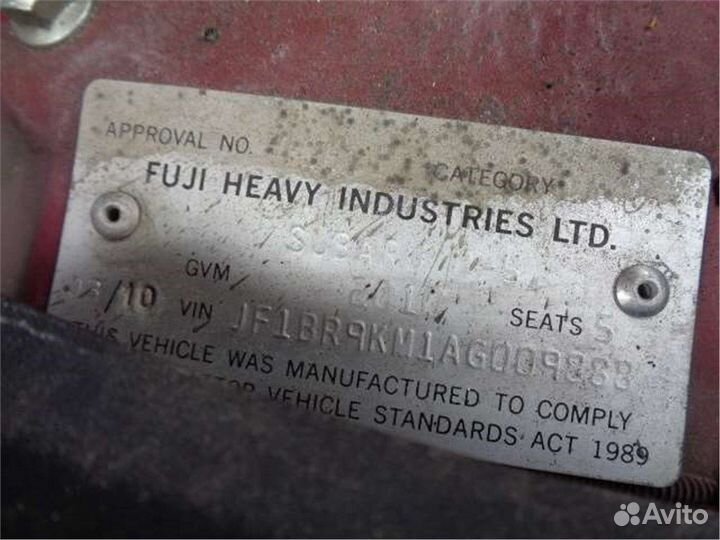 APPROVAL NO.
CATEGORY
FUJI HEAVY INDUSTRIES LTD.
GVM
SEATS 5
/10 VIN JF1BR9KM1AG009888
THIS VEHICLE WAS MANUFACTURED TO COMPLY
VEHICLE STANDARDS ACT 1989
Avito